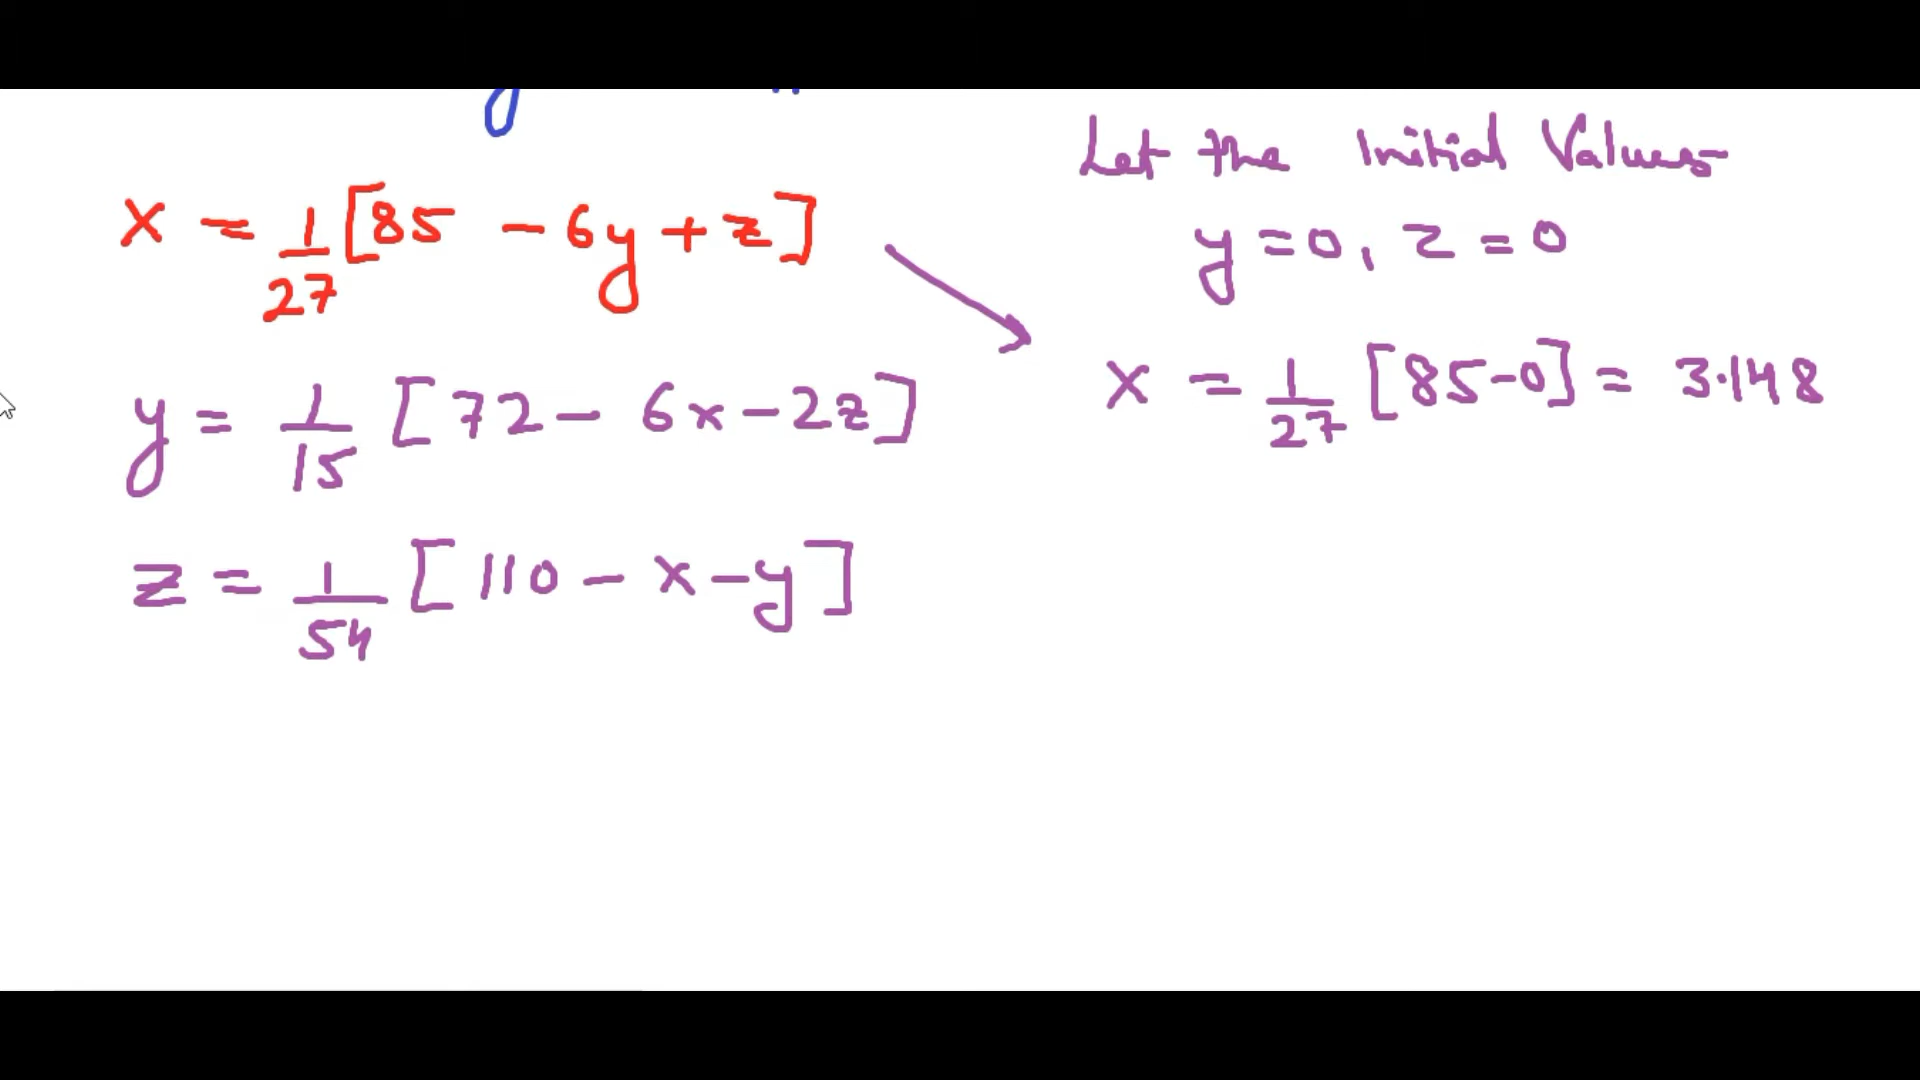 x = 1/27 [85 - 6y + z]
y = 1/15 [72 - 6x - 2z]
z = 1/54 [110 - x - y]
Let the Initial Values
y = 0, z = 0
x = 1/27 [85-0] = 3.148